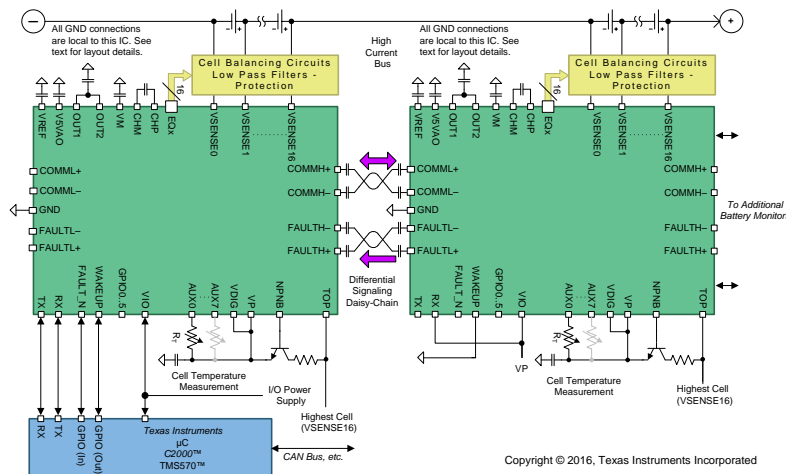 All GND connections
are local to this IC. See
text for layout details.
High
Current
Bus
All GND connections
are local to this IC. See
text for layout details.
− + − + − +
− + − + − +
−
+
Cell Balancing Circuits
Low Pass Filters -
Protection
Cell Balancing Circuits
Low Pass Filters -
Protection
16
16
VREF
V5VAO
OUT1
OUT2
VM
CHM
CHP
EQx
VSENSE0
VSENSE1
VSENSE16
VREF
V5VAO
OUT1
OUT2
VM
CHM
CHP
EQx
VSENSE0
VSENSE1
VSENSE16
COMML+
COMML–
GND
FAULTL–
FAULTL+
COMMH+
COMMH–
FAULTH–
FAULTH+
COMML+
COMML–
GND
FAULTL–
FAULTL+
COMMH+
COMMH–
FAULTH–
FAULTH+
To Additional
Battery Monitors
Differential
Signaling
Daisy-Chain
TX
RX
FAULT_N
WAKEUP
GPIO0..5
VIO
AUX0
AUX7
VDIG
VP
NPNB
TOP
TX
RX
FAULT_N
WAKEUP
GPIO0..5
VIO
AUX0
AUX7
VDIG
VP
NPNB
TOP
RT
RT
VP
Cell Temperature
Measurement
Cell Temperature
Measurement
I/O Power
Supply
Highest Cell
(VSENSE16)
Highest Cell
(VSENSE16)
RX
TX
GPIO (In)
GPIO (Out)
Texas Instruments
µC
C2000™
TMS570™
CAN Bus, etc.
Copyright © 2016, Texas Instruments Incorporated